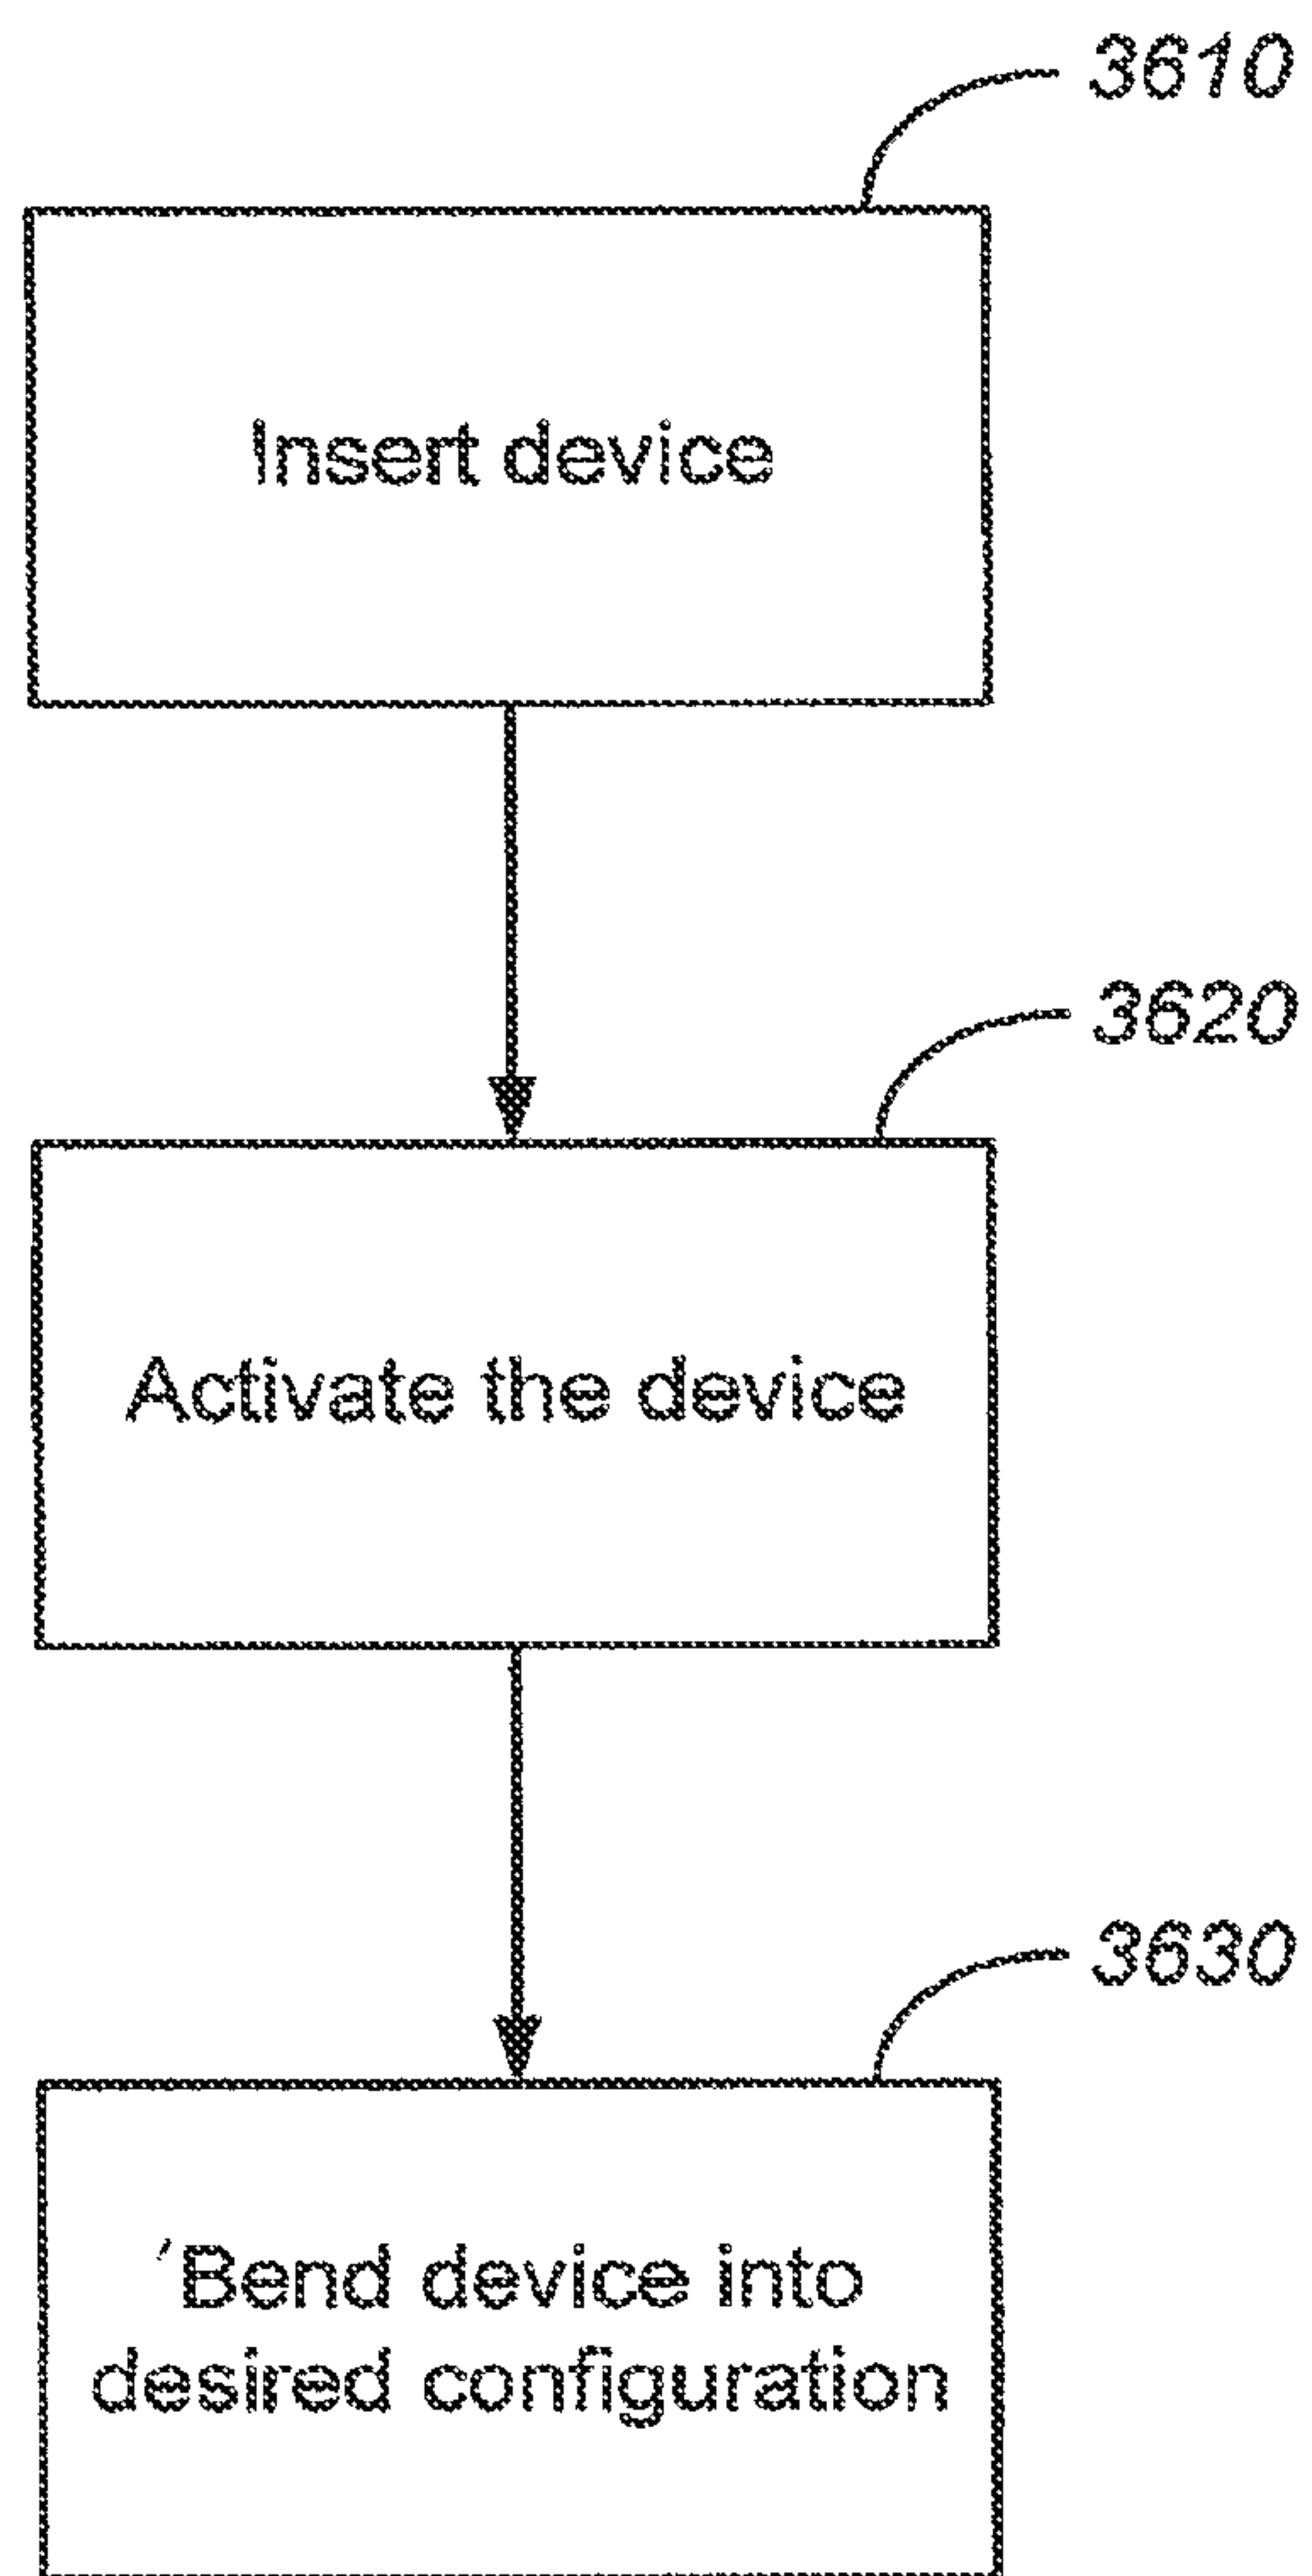 3610
Insert device
3620
Activate the device
3630
Bend device into
desired configuration